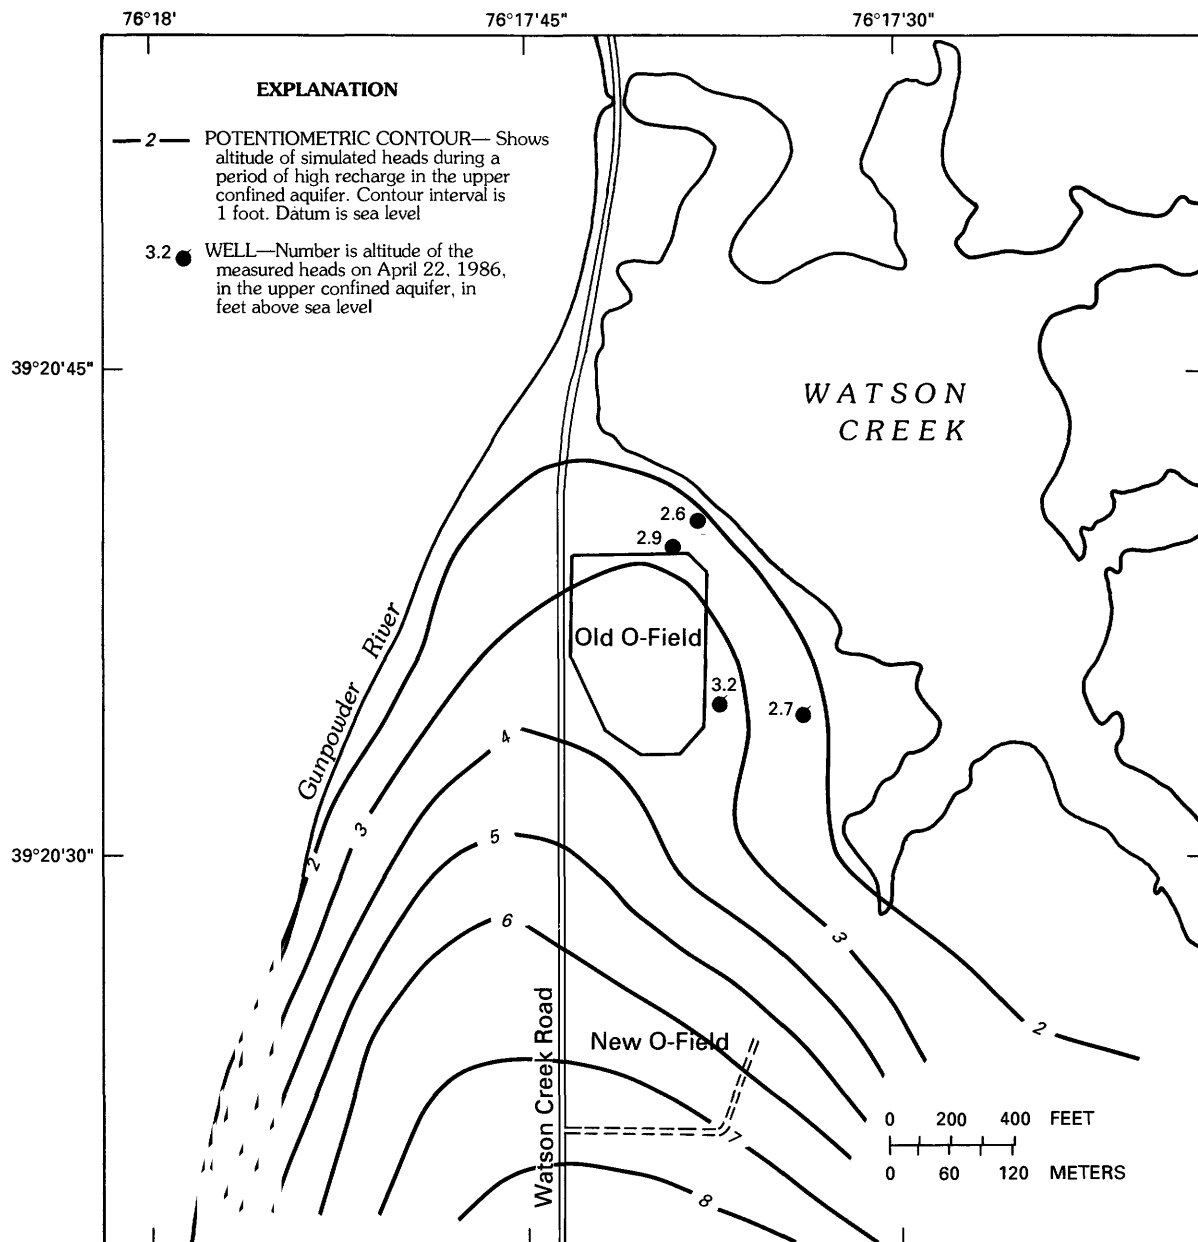 76°18' 76°17'45" 76°17'30"
EXPLANATION
2 POTENTIOMETRIC CONTOUR— Shows
altitude of simulated heads during a
period of high recharge in the upper
confined aquifer. Contour interval is
1 foot. Datum is sea level
3.2 WELL—Number is altitude of the
measured heads on April 22, 1986,
in the upper confined aquifer, in
feet above sea level
39°20'45"
WATSON
CREEK
2.6
2.9
Gunpowder River
Old O-Field
3.2
2.7
4
3
5
39°20'30"
2
6
3
2
Watson Creek Road
New O-Field
7
8
0 200 400 FEET
0 60 120 METERS